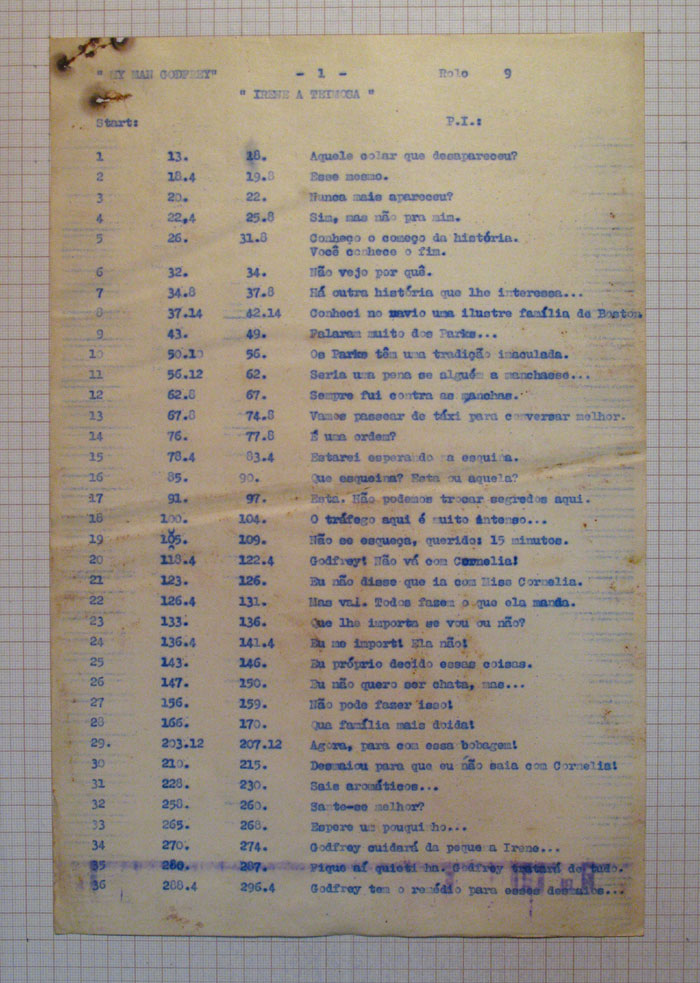 " MY MAN GODFREY" - 1 - Rolo 9
" IRENE A TEIMOSA "
Start: P.I.:
1 13. 18. Aquele colar que desapareceu?
2 18.4 19.8 Esse mesmo.
3 20. 22. Nunca mais apareceu?
4 22,4 25.8 Sim, mas não pra mim.
5 26. 31.8 Conheço o começo da história.
Você conhece o fim.
6 32. 34. Não vejo por quê.
7 34.8 37.8 Há outra história que lhe interessa...
8 37.14 42.14 Conheci no navio uma ilustre família de Boston
9 43. 49. Falaram muito dos Parks...
10 50.10 56. Os Parks têm uma tradição imaculada.
11 56.12 62. Seria uma pena se alguém a manchasse...
12 62.8 67. Sempre fui contra as manchas.
13 67.8 74.8 Vamos passear de táxi para conversar melhor.
14 76. 77.8 É uma ordem?
15 78.4 83.4 Estarei esperando na esquina.
16 85. 90. Que esqueina? Esta ou aquela?
17 91. 97. Esta. Não podemos trocar segredos aqui.
18 100. 104. O tráfego aqui é muito intenso...
19 105. 109. Não se esqueça, querido: 15 minutos.
20 118.4 122.4 Godfrey! Não vá com Cornelia!
21 123. 126. Eu não disse que ia com Miss Cornelia.
22 126.4 131. Mas vai. Todos fazem o que ela manda.
23 133. 136. Que lhe importa se vou ou não?
24 136.4 141.4 Eu me import! Ela não!
25 143. 146. Eu próprio decido essas coisas.
26 147. 150. Eu não quero ser chata, mas...
27 156. 159. Não pode fazer isso!
28 166. 170. Qua família mais doida!
29. 203.12 207.12 Agora, para com essa bobagem!
30 210. 215. Desmaiou para que eu não saia com Cornelia!
31 228. 230. Sais aromáticos...
32 258. 260. Sante-se melhor?
33 265. 268. Espere um pouquinho...
34 270. 274. Godfrey cuidará da pequena Irene...
35 280. 287. Fique aí quietinha. Godfrey tratará de tudo.
36 288.4 296.4 Godfrey tem o remédio para esses desmaios...